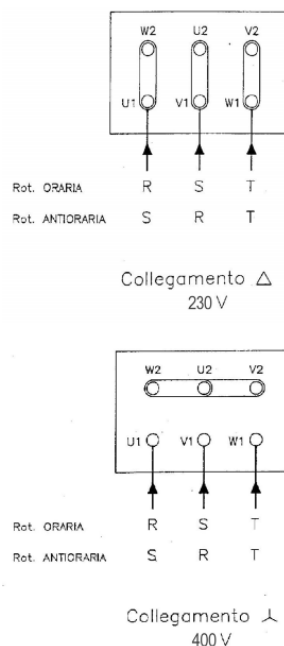 W2 U2 V2
U1 V1 W1
Rot. ORARIA R S T
Rot. ANTIORARIA S R T
Collegamento △
230 V
W2 U2 V2
U1 V1 W1
Rot. ORARIA R S T
Rot. ANTIORARIA S R T
Collegamento ⅄
400 V